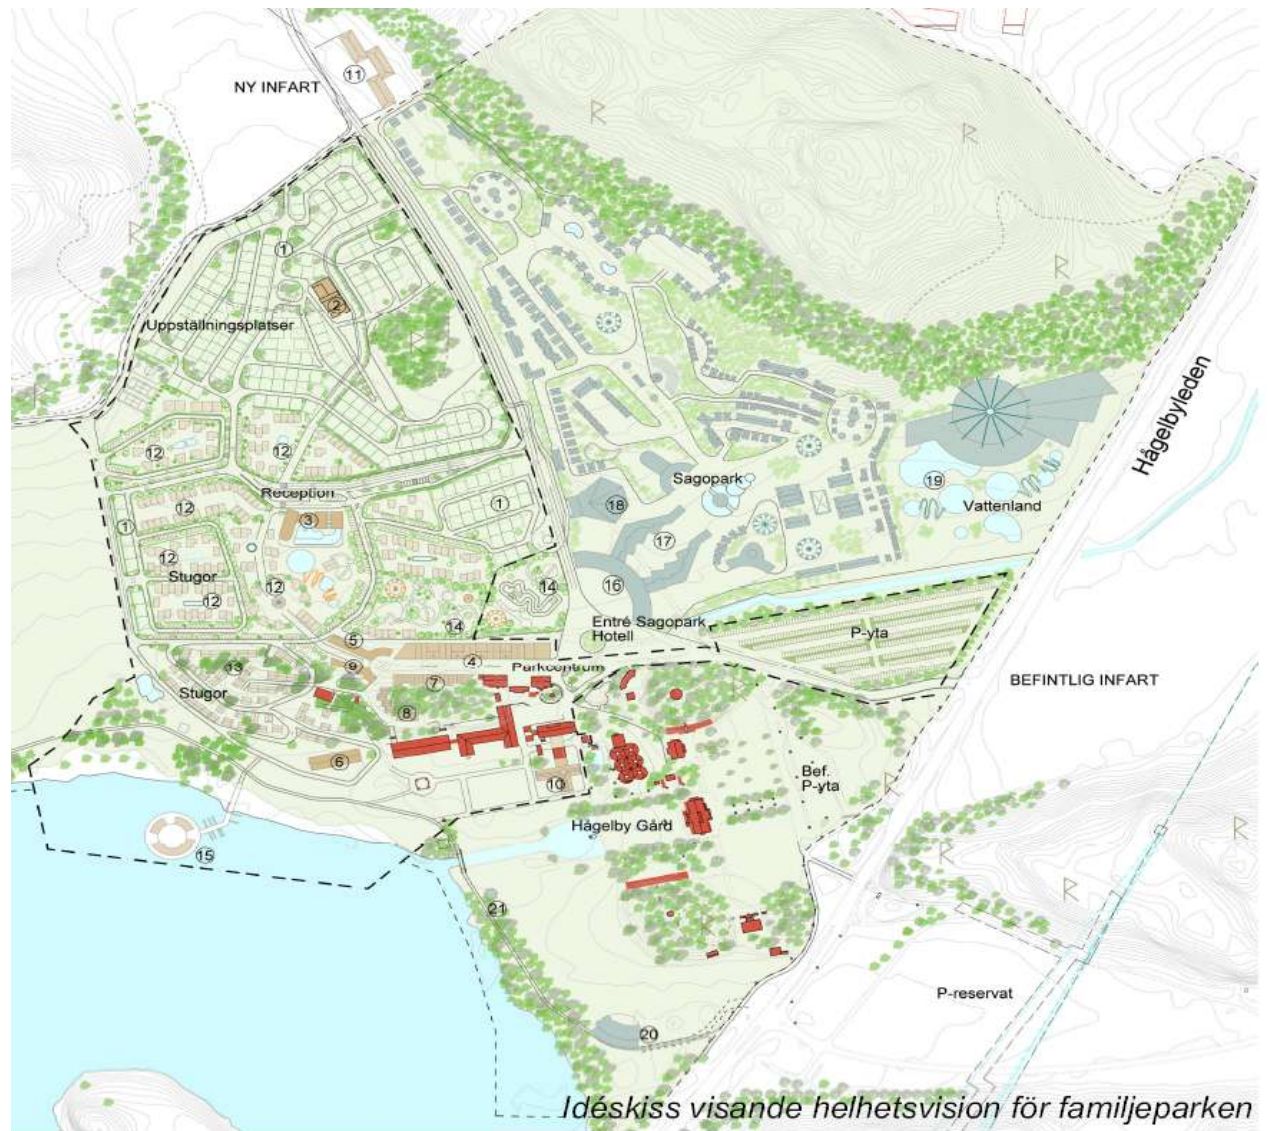 11
NY INFART
R
R
R
1
R
2
Uppställningsplatser
R
R
Hågelbyleden
12
12
Reception
Sagopark
19
1
12
1
3
18
Vattenland
17
12
Stugor
12
12
14
16
14
Entré Sagopark
Hotell
P-yta
5
4
Parkcentrum
9
13
7
Stugor
BEFINTLIG INFART
8
6
10
Bef.
P-yta
R
Hågelby Gård
R
15
R
R
21
R
P-reservat
20
Idéskiss visande helhetsvision för familjeparken